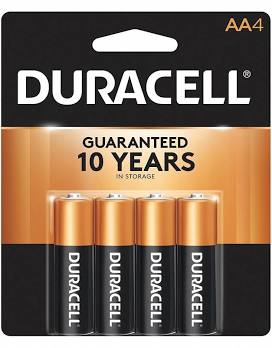 AA4
DURACELL®
GUARANTEED
10 YEARS
IN STORAGE
DURACELL
DURACELL
DURACELL
DURACELL